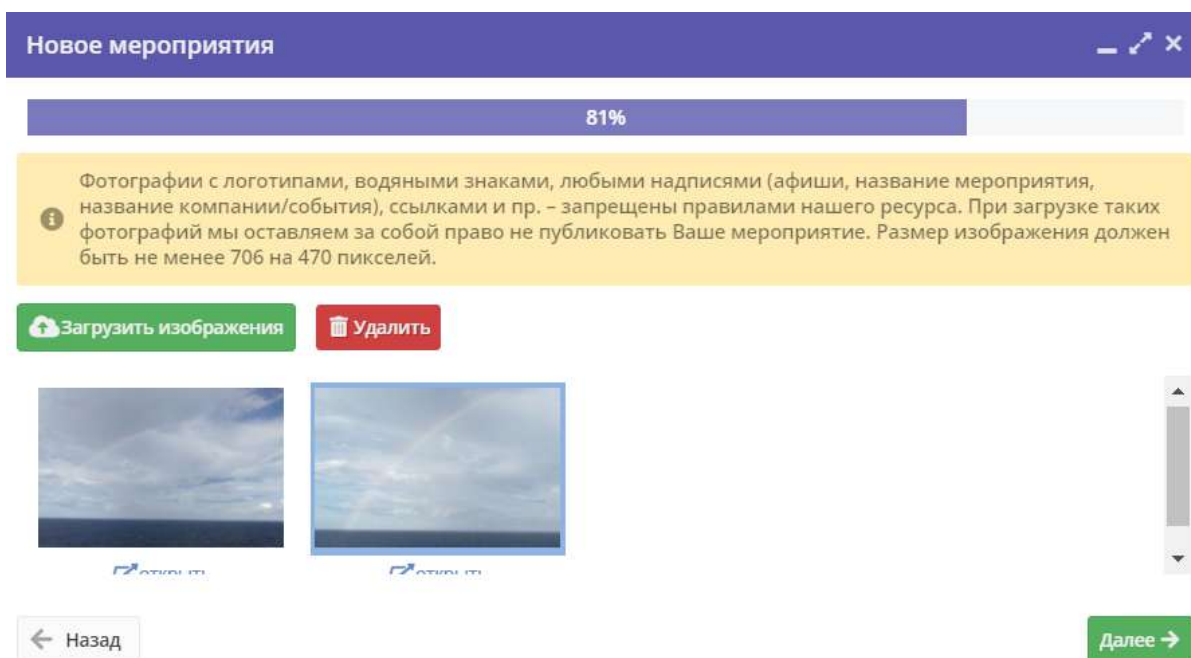 Новое мероприятия
81%
Фотографии с логотипами, водяными знаками, любыми надписями (афиши, название мероприятия,
название компании/события), ссылками и пр. – запрещены правилами нашего ресурса. При загрузке таких
фотографий мы оставляем за собой право не публиковать Ваше мероприятие. Размер изображения должен
быть не менее 706 на 470 пикселей.
Загрузить изображения Удалить
открыть открыть
Назад Далее